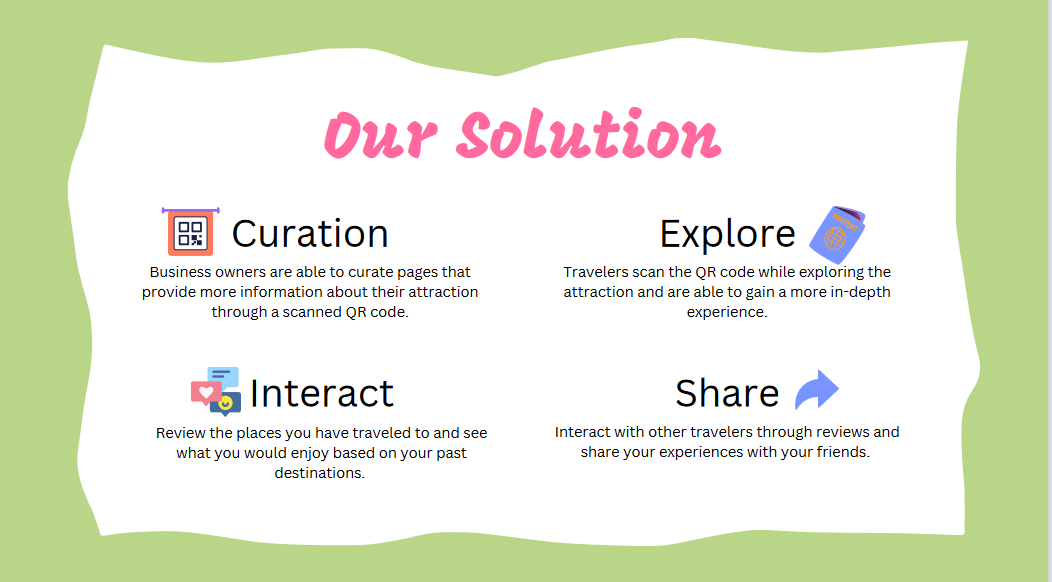 Our Solution
Curation
Business owners are able to curate pages that
provide more information about their attraction
through a scanned QR code.
Explore
Travelers scan the QR code while exploring the
attraction and are able to gain a more in-depth
experience.
Interact
Review the places you have traveled to and see
what you would enjoy based on your past
destinations.
Share
Interact with other travelers through reviews and
share your experiences with your friends.